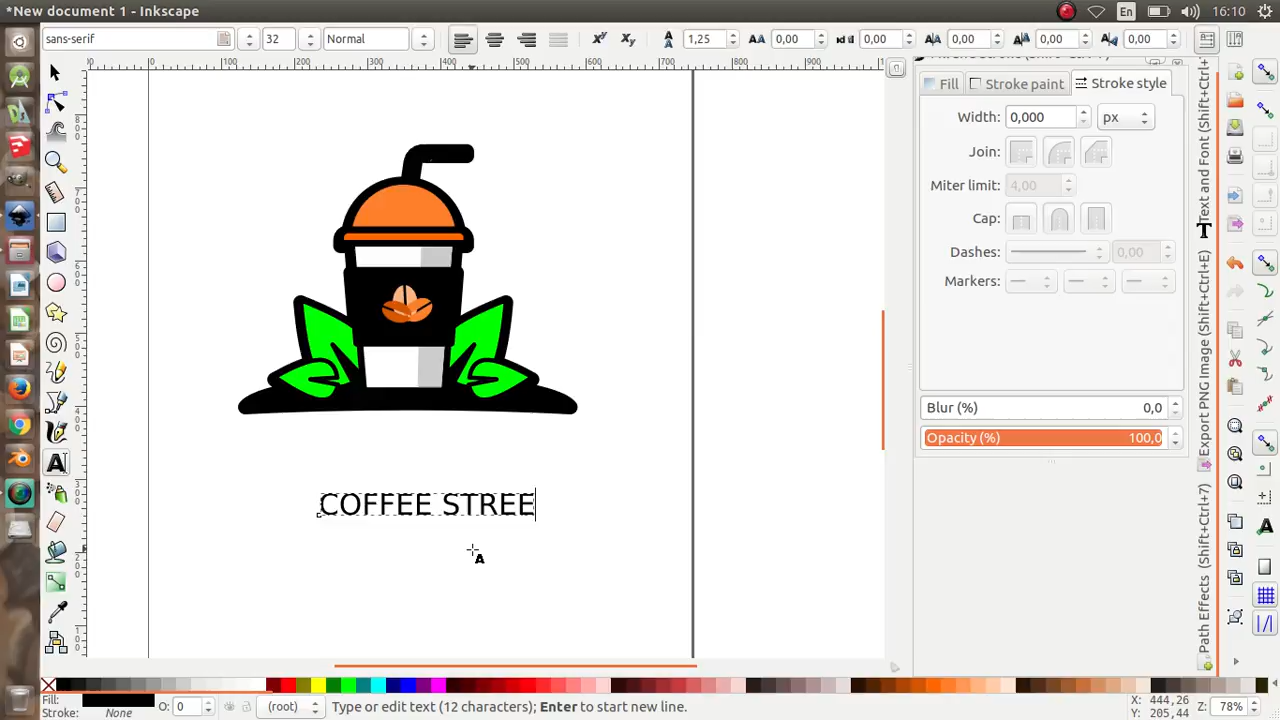 *New document 1 - Inkscape
En
16:10
sans-serif
32
Normal
1,25
0,00
0,00
0,00
0,00
0,00
Fill
Stroke paint
Stroke style
Width:
0,000
px
Join:
Miter limit:
4,00
Cap:
Dashes:
0,00
Markers:
Blur (%)
0,0
Opacity (%)
100,0
Text and Font (Shift+Ctrl+
Export PNG Image (Shift+Ctrl+E)
Path Effects (Shift+Ctrl+7)
COFFEE STREE
Fill:
Stroke:
None
O:
0
(root)
Type or edit text (12 characters); Enter to start new line.
X: 444,26
Y: 205,44
Z:
78%